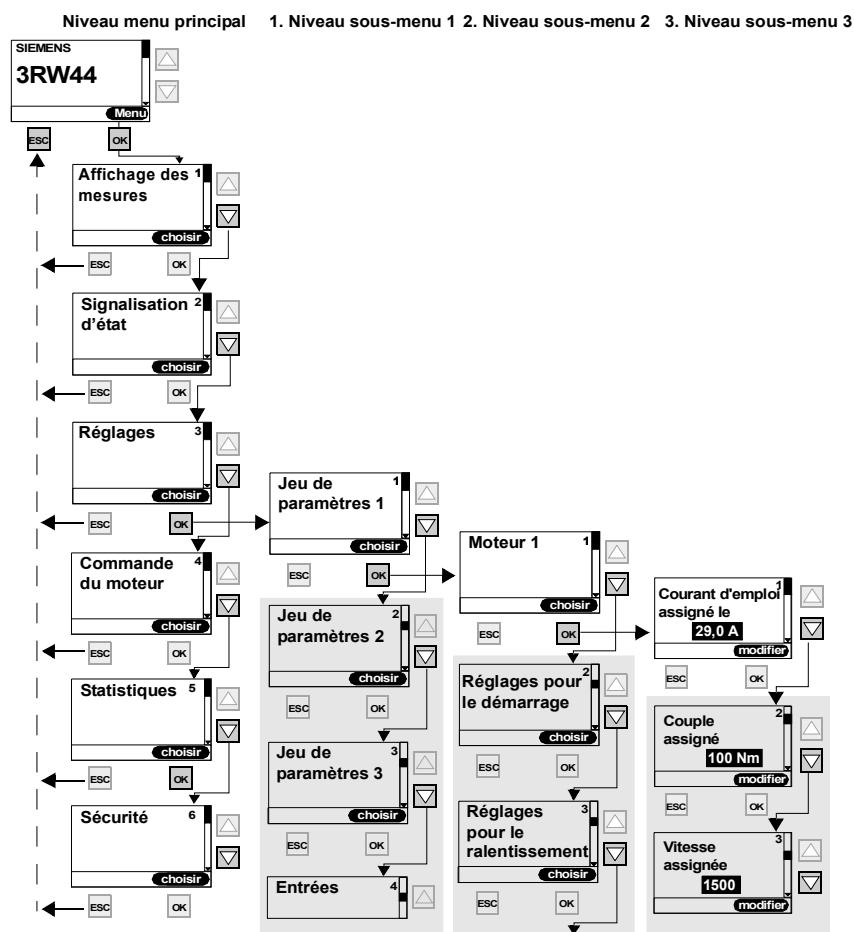 Niveau menu principal
1. Niveau sous-menu 1
2. Niveau sous-menu 2
3. Niveau sous-menu 3
SIEMENS
3RW44
Menu
ESC
OK
Affichage des
mesures
1
choisir
ESC
OK
Signalisation
d'état
2
choisir
ESC
OK
Réglages
3
choisir
ESC
OK
Commande
du moteur
4
choisir
ESC
OK
Statistiques
5
choisir
ESC
OK
Sécurité
6
choisir
ESC
OK
Jeu de
paramètres 1
1
choisir
ESC
OK
Jeu de
paramètres 2
2
choisir
ESC
OK
Jeu de
paramètres 3
3
choisir
ESC
OK
Entrées
4
Moteur 1
1
choisir
ESC
OK
Réglages pour
le démarrage
2
choisir
ESC
OK
Réglages
pour le
ralentissement
3
choisir
ESC
OK
Courant d'emploi
assigné le
1
29,0 A
modifier
ESC
OK
Couple
assigné
2
100 Nm
modifier
ESC
OK
Vitesse
assignée
3
1500
modifier